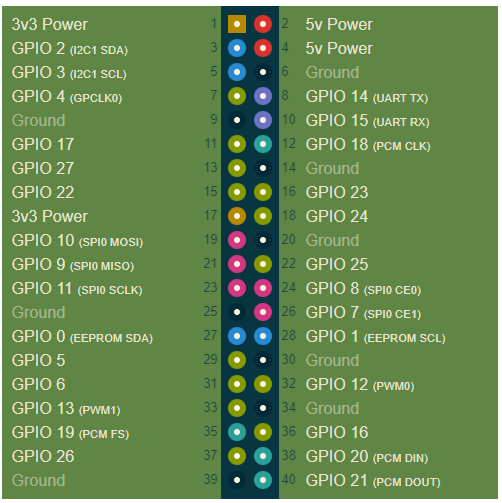 3v3 Power 1 2 5v Power
GPIO 2 (I2C1 SDA) 3 4 5v Power
GPIO 3 (I2C1 SCL) 5 6 Ground
GPIO 4 (GPCLK0) 7 8 GPIO 14 (UART TX)
Ground 9 10 GPIO 15 (UART RX)
GPIO 17 11 12 GPIO 18 (PCM CLK)
GPIO 27 13 14 Ground
GPIO 22 15 16 GPIO 23
3v3 Power 17 18 GPIO 24
GPIO 10 (SPI0 MOSI) 19 20 Ground
GPIO 9 (SPI0 MISO) 21 22 GPIO 25
GPIO 11 (SPI0 SCLK) 23 24 GPIO 8 (SPI0 CE0)
Ground 25 26 GPIO 7 (SPI0 CE1)
GPIO 0 (EEPROM SDA) 27 28 GPIO 1 (EEPROM SCL)
GPIO 5 29 30 Ground
GPIO 6 31 32 GPIO 12 (PWM0)
GPIO 13 (PWM1) 33 34 Ground
GPIO 19 (PCM FS) 35 36 GPIO 16
GPIO 26 37 38 GPIO 20 (PCM DIN)
Ground 39 40 GPIO 21 (PCM DOUT)